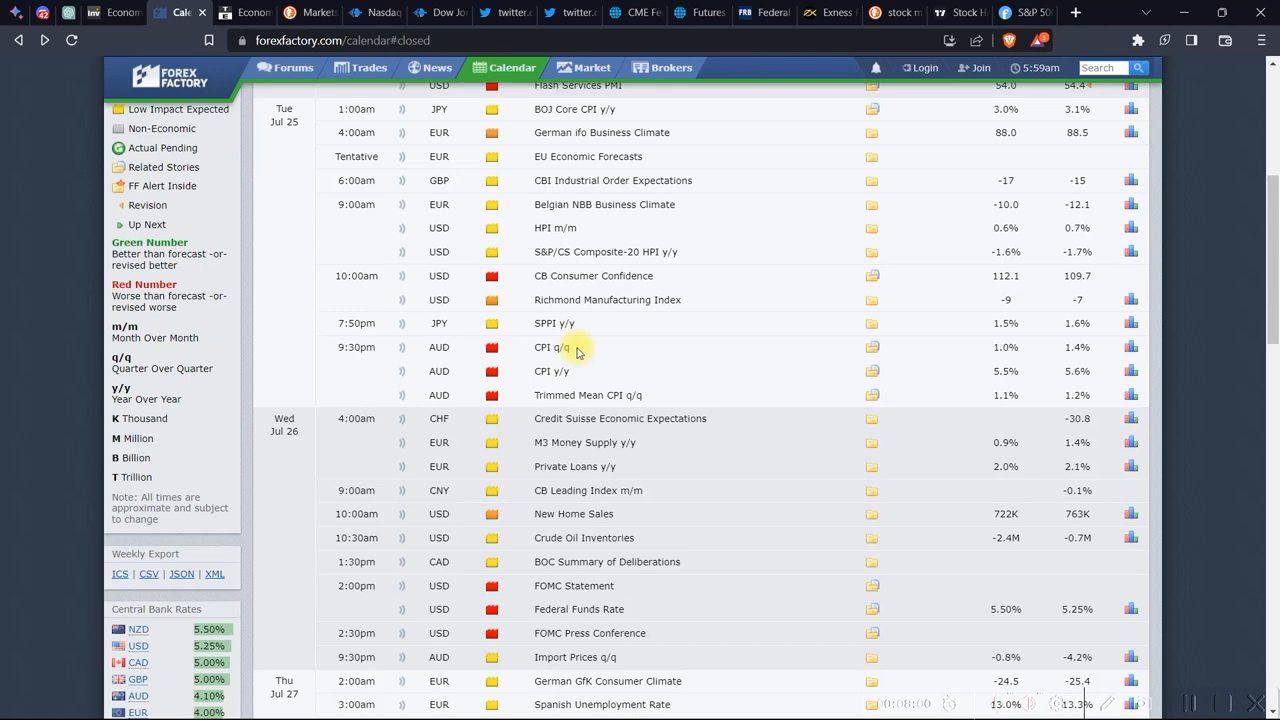 42
Econom
Cale
Econom
Markets
Nasdaq
Dow Jo
twitter.c
twitter.c
CME Fe
Futures
Federal
Exness
stock m
Stock H
S&P 50
forexfactory.com/calendar#closed
FOREX FACTORY
Forums
Trades
News
Calendar
Market
Brokers
Login
Join
5:59am
Search
Low Impact Expected
Non-Economic
Actual Pending
Related Stories
FF Alert Inside
Revision
Up Next
Green Number
Better than forecast -or-
revised better
Red Number
Worse than forecast -or-
revised worse
m/m
Month Over Month
q/q
Quarter Over Quarter
y/y
Year Over Year
K Thousand
M Million
B Billion
T Trillion
Note: All times are
approximate and subject
to change
Weekly Export
ICS | CSV | JSON | XML
Central Bank Rates
NZD 5.50%
USD 5.25%
CAD 5.00%
GBP 5.00%
AUD 4.10%
EUR 4.00%
USD Flash Services PMI 54.0 54.4
Tue
Jul 25
1:00am JPY BOJ Core CPI y/y 3.0% 3.1%
4:00am EUR German ifo Business Climate 88.0 88.5
Tentative EUR EU Economic Forecasts
6:00am GBP CBI Industrial Order Expectations -17 -15
9:00am EUR Belgian NBB Business Climate -10.0 -12.1
USD HPI m/m 0.6% 0.7%
USD S&P/CS Composite-20 HPI y/y -1.6% -1.7%
10:00am USD CB Consumer Confidence 112.1 109.7
USD Richmond Manufacturing Index -9 -7
7:50pm JPY SPPI y/y 1.5% 1.6%
9:30pm AUD CPI q/q 1.0% 1.4%
AUD CPI y/y 5.5% 5.6%
AUD Trimmed Mean CPI q/q 1.1% 1.2%
Wed
Jul 26
4:00am CHF Credit Suisse Economic Expectations -30.8
EUR M3 Money Supply y/y 0.9% 1.4%
EUR Private Loans y/y 2.0% 2.1%
9:00am CNY CB Leading Index m/m -0.1%
10:00am USD New Home Sales 722K 763K
10:30am USD Crude Oil Inventories -2.4M -0.7M
1:30pm CAD BOC Summary of Deliberations
2:00pm USD FOMC Statement
USD Federal Funds Rate 5.50% 5.25%
2:30pm USD FOMC Press Conference
9:30pm AUD Import Prices q/q -0.8% -4.2%
Thu
Jul 27
2:00am EUR German GfK Consumer Climate -24.5 -25.4
3:00am EUR Spanish Unemployment Rate 13.0% 13.3%
00:08:00